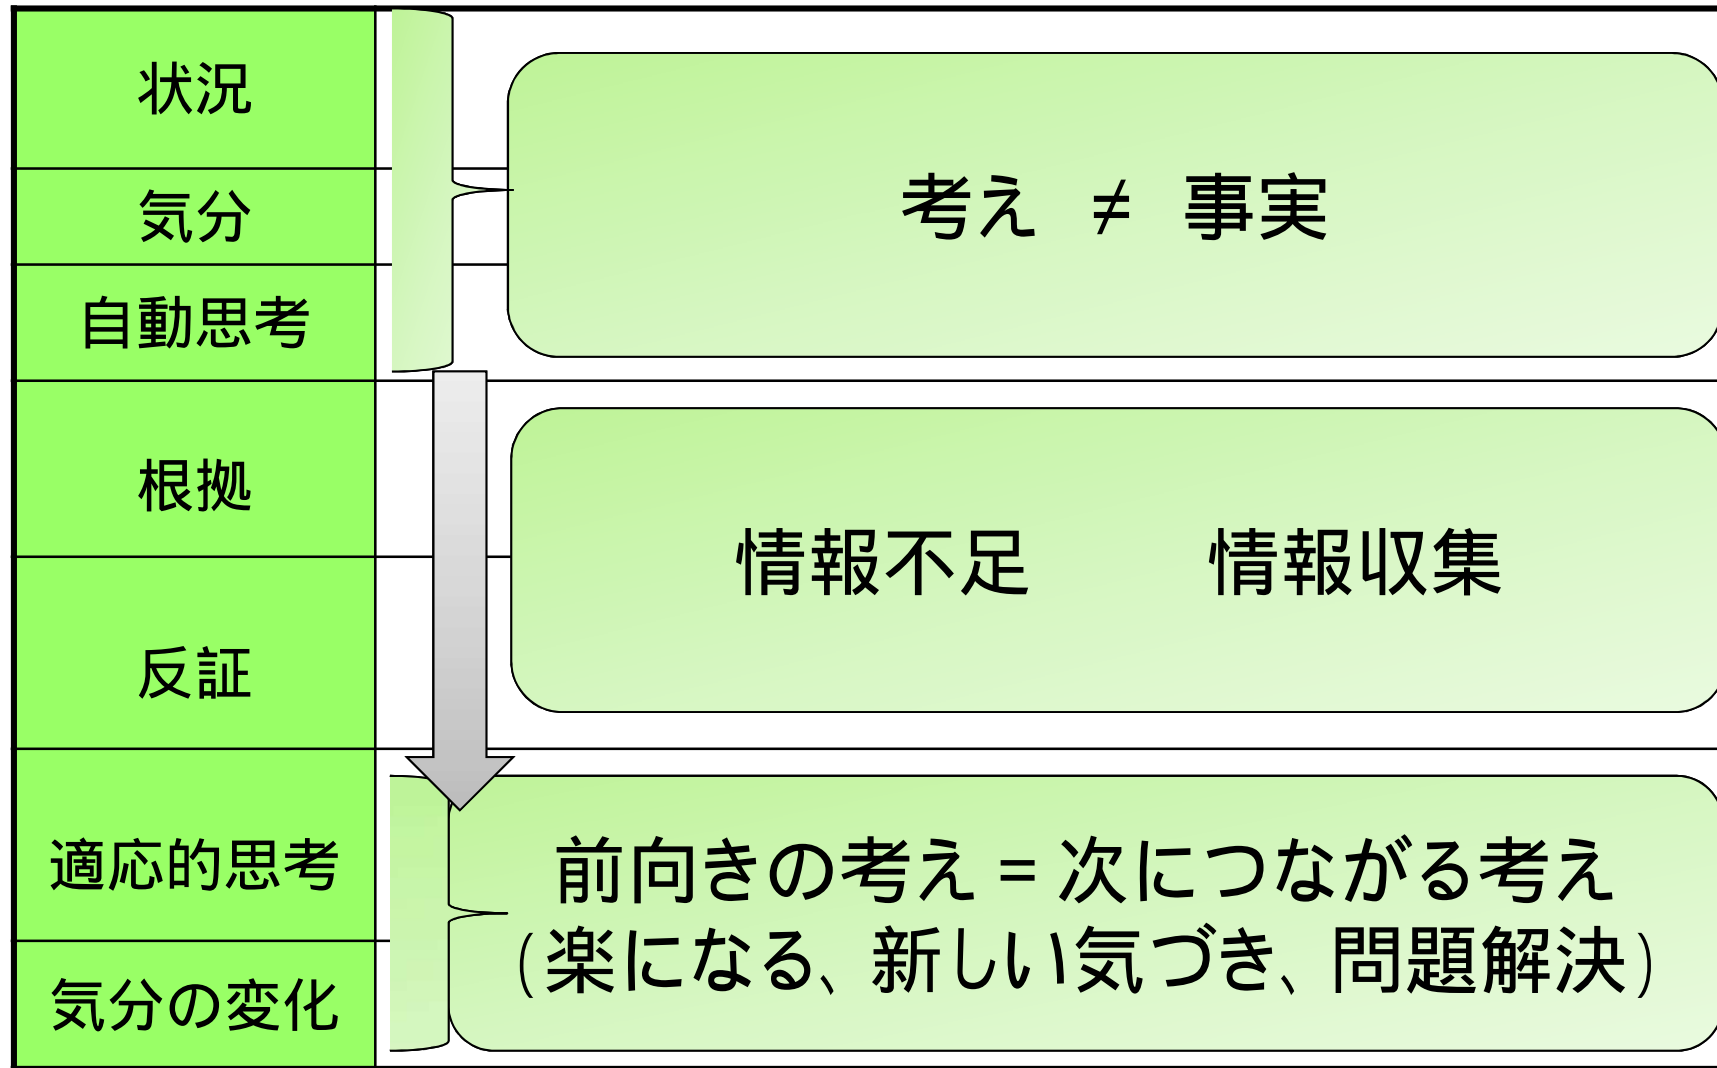 状況
気分
自動思考
考え ≠ 事実
根拠
反証
情報不足 情報収集
適応的思考
気分の変化
前向きの考え = 次につながる考え
(楽になる、新しい気づき、問題解決)